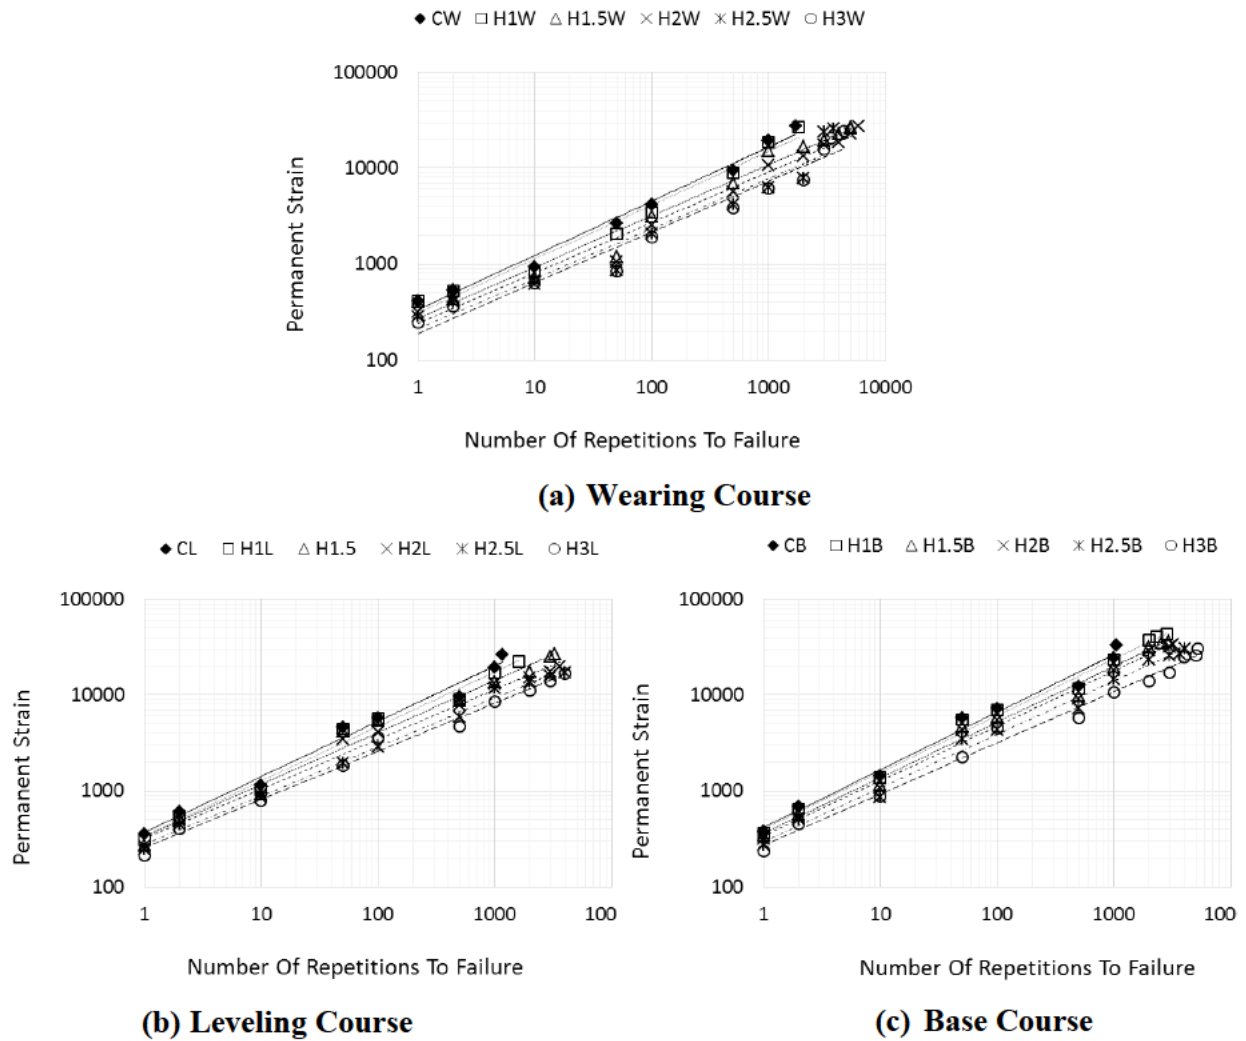 CW H1W H1.5W H2W H2.5W H3W
100000
10000
1000
100
1 10 100 1000 10000
Permanent Strain
Number Of Repetitions To Failure
(a) Wearing Course
CL H1L H1.5 H2L H2.5L H3L
100000
10000
1000
100
1 10 100 1000 100
Permanent Strain
Number Of Repetitions To Failure
(b) Leveling Course
CB H1B H1.5B H2B H2.5B H3B
100000
10000
1000
100
1 10 100 1000 100
Permanent Strain
Number Of Repetitions To Failure
(c) Base Course